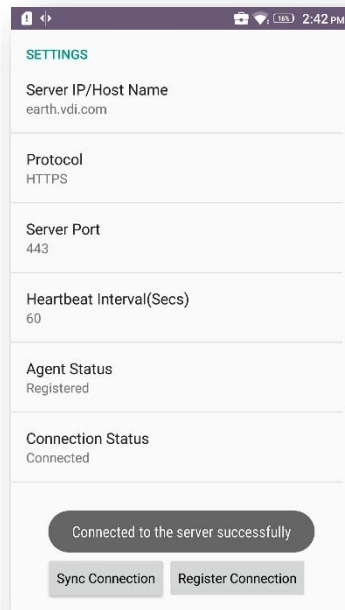 16% 2:42 PM
SETTINGS
Server IP/Host Name
earth.vdi.com
Protocol
HTTPS
Server Port
443
Heartbeat Interval(Secs)
60
Agent Status
Registered
Connection Status
Connected
Connected to the server successfully
Sync Connection Register Connection